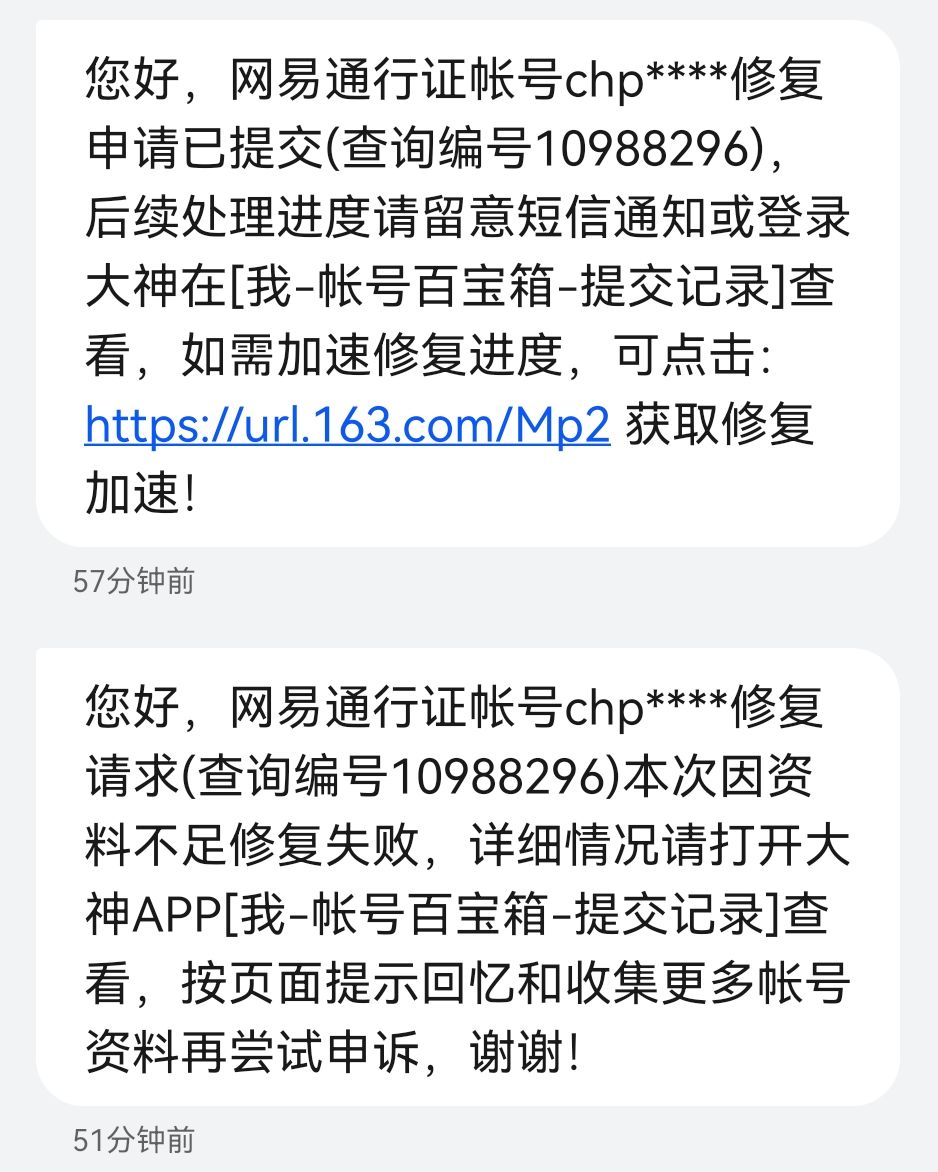 您好，网易通行证帐号chp****修复
申请已提交(查询编号10988296)，
后续处理进度请留意短信通知或登录
大神在[我-帐号百宝箱-提交记录]查
看，如需加速修复进度，可点击：
https://url.163.com/Mp2 获取修复
加速！
57分钟前
您好，网易通行证帐号chp****修复
请求(查询编号10988296)本次因资
料不足修复失败，详细情况请打开大
神APP[我-帐号百宝箱-提交记录]查
看，按页面提示回忆和收集更多帐号
资料再尝试申诉，谢谢！
51分钟前